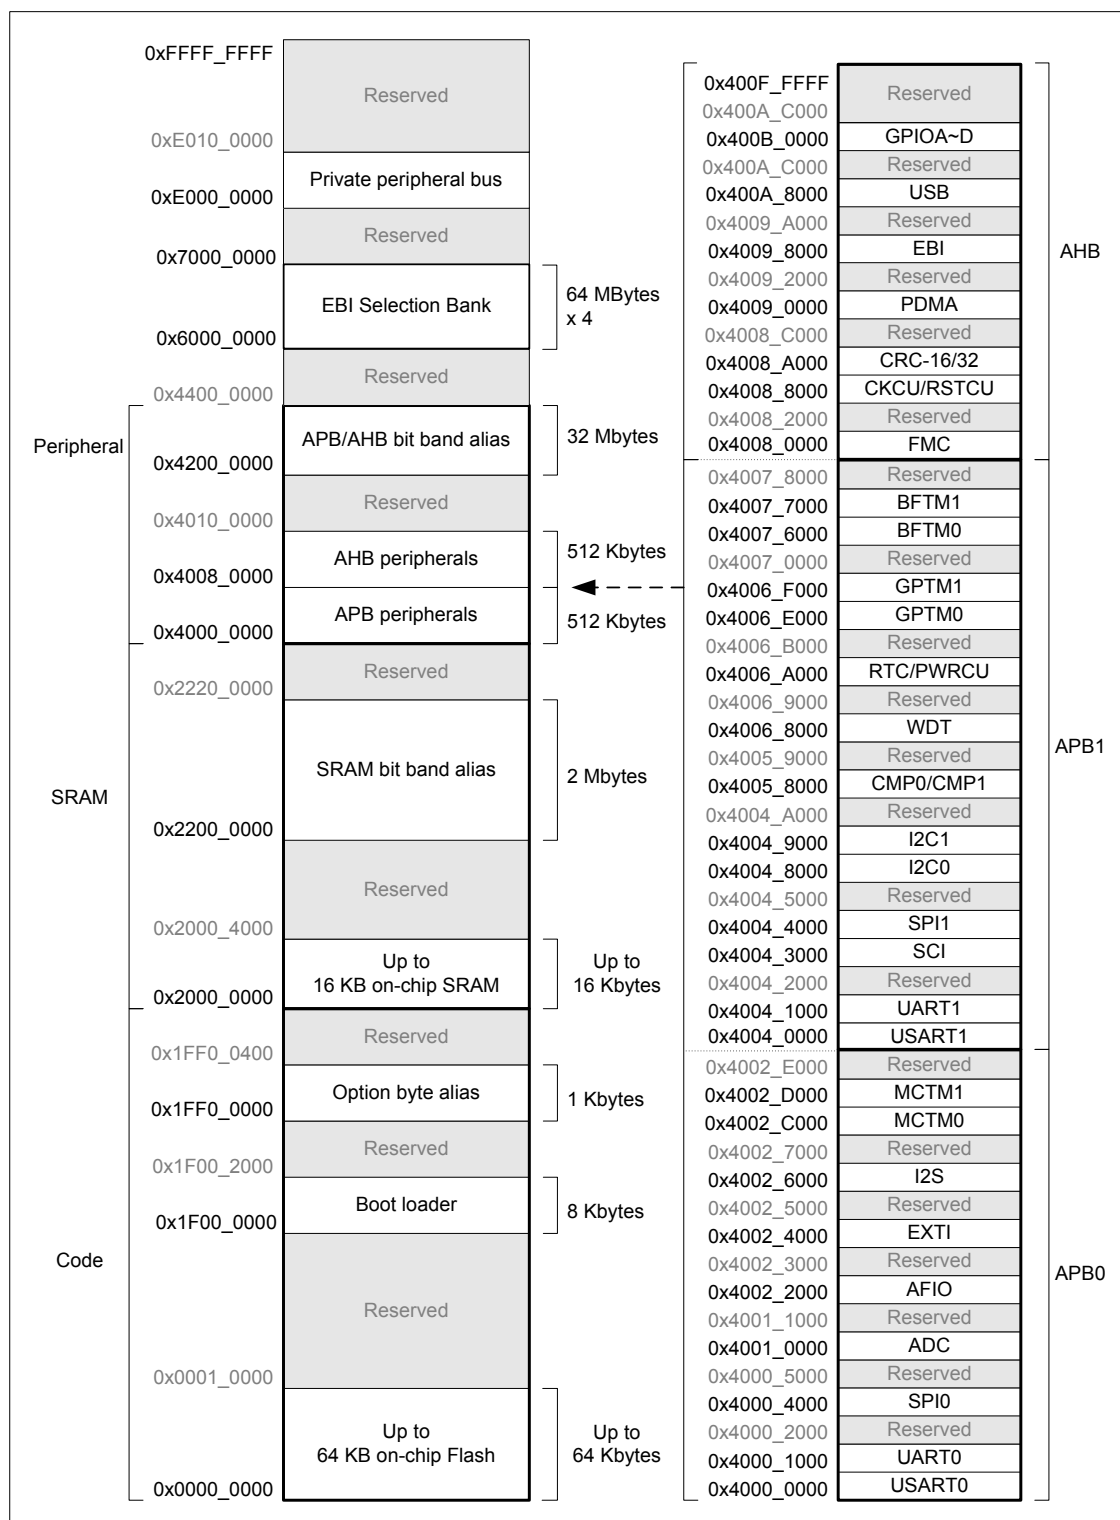 0xFFFF_FFFF
Reserved
0xE010_0000
Private peripheral bus
0xE000_0000
Reserved
0x7000_0000
EBI Selection Bank
64 MBytes
x 4
0x6000_0000
Reserved
0x4400_0000
Peripheral
APB/AHB bit band alias
32 Mbytes
0x4200_0000
Reserved
0x4010_0000
AHB peripherals
512 Kbytes
0x4008_0000
APB peripherals
512 Kbytes
0x4000_0000
Reserved
0x2220_0000
SRAM
SRAM bit band alias
2 Mbytes
0x2200_0000
Reserved
0x2000_4000
Up to
16 KB on-chip SRAM
Up to
16 Kbytes
0x2000_0000
Reserved
0x1FF0_0400
Option byte alias
1 Kbytes
0x1FF0_0000
Reserved
0x1F00_2000
Boot loader
8 Kbytes
0x1F00_0000
Code
Reserved
0x0001_0000
Up to
64 KB on-chip Flash
Up to
64 Kbytes
0x0000_0000
0x400F_FFFF
Reserved
0x400A_C000
0x400B_0000 GPIOA~D
0x400A_C000 Reserved
0x400A_8000 USB
0x4009_A000 Reserved
0x4009_8000 EBI
AHB
0x4009_2000 Reserved
0x4009_0000 PDMA
0x4008_C000 Reserved
0x4008_A000 CRC-16/32
0x4008_8000 CKCU/RSTCU
0x4008_2000 Reserved
0x4008_0000 FMC
0x4007_8000 Reserved
0x4007_7000 BFTM1
0x4007_6000 BFTM0
0x4007_0000 Reserved
0x4006_F000 GPTM1
0x4006_E000 GPTM0
0x4006_B000 Reserved
0x4006_A000 RTC/PWRCU
0x4006_9000 Reserved
0x4006_8000 WDT
APB1
0x4005_9000 Reserved
0x4005_8000 CMP0/CMP1
0x4004_A000 Reserved
0x4004_9000 I2C1
0x4004_8000 I2C0
0x4004_5000 Reserved
0x4004_4000 SPI1
0x4004_3000 SCI
0x4004_2000 Reserved
0x4004_1000 UART1
0x4004_0000 USART1
0x4002_E000 Reserved
0x4002_D000 MCTM1
0x4002_C000 MCTM0
0x4002_7000 Reserved
0x4002_6000 I2S
0x4002_5000 Reserved
0x4002_4000 EXTI
0x4002_3000 Reserved
APB0
0x4002_2000 AFIO
0x4001_1000 Reserved
0x4001_0000 ADC
0x4000_5000 Reserved
0x4000_4000 SPI0
0x4000_2000 Reserved
0x4000_1000 UART0
0x4000_0000 USART0